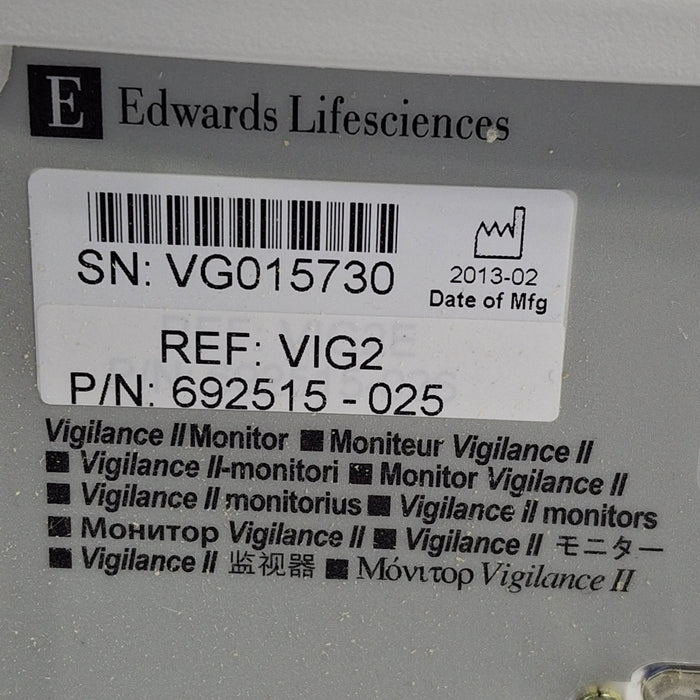 E Edwards Lifesciences
SN: VG015730
2013-02
Date of Mfg
REF: VIG2
P/N: 692515 - 025
Vigilance II Monitor ■ Moniteur Vigilance II
■ Vigilance II-monitori ■ Monitor Vigilance II
■ Vigilance II monitorius ■ Vigilance II monitors
■ Монитор Vigilance II ■ Vigilance II モニター
■ Vigilance II 监视器 ■ Μόνιτορ Vigilance II